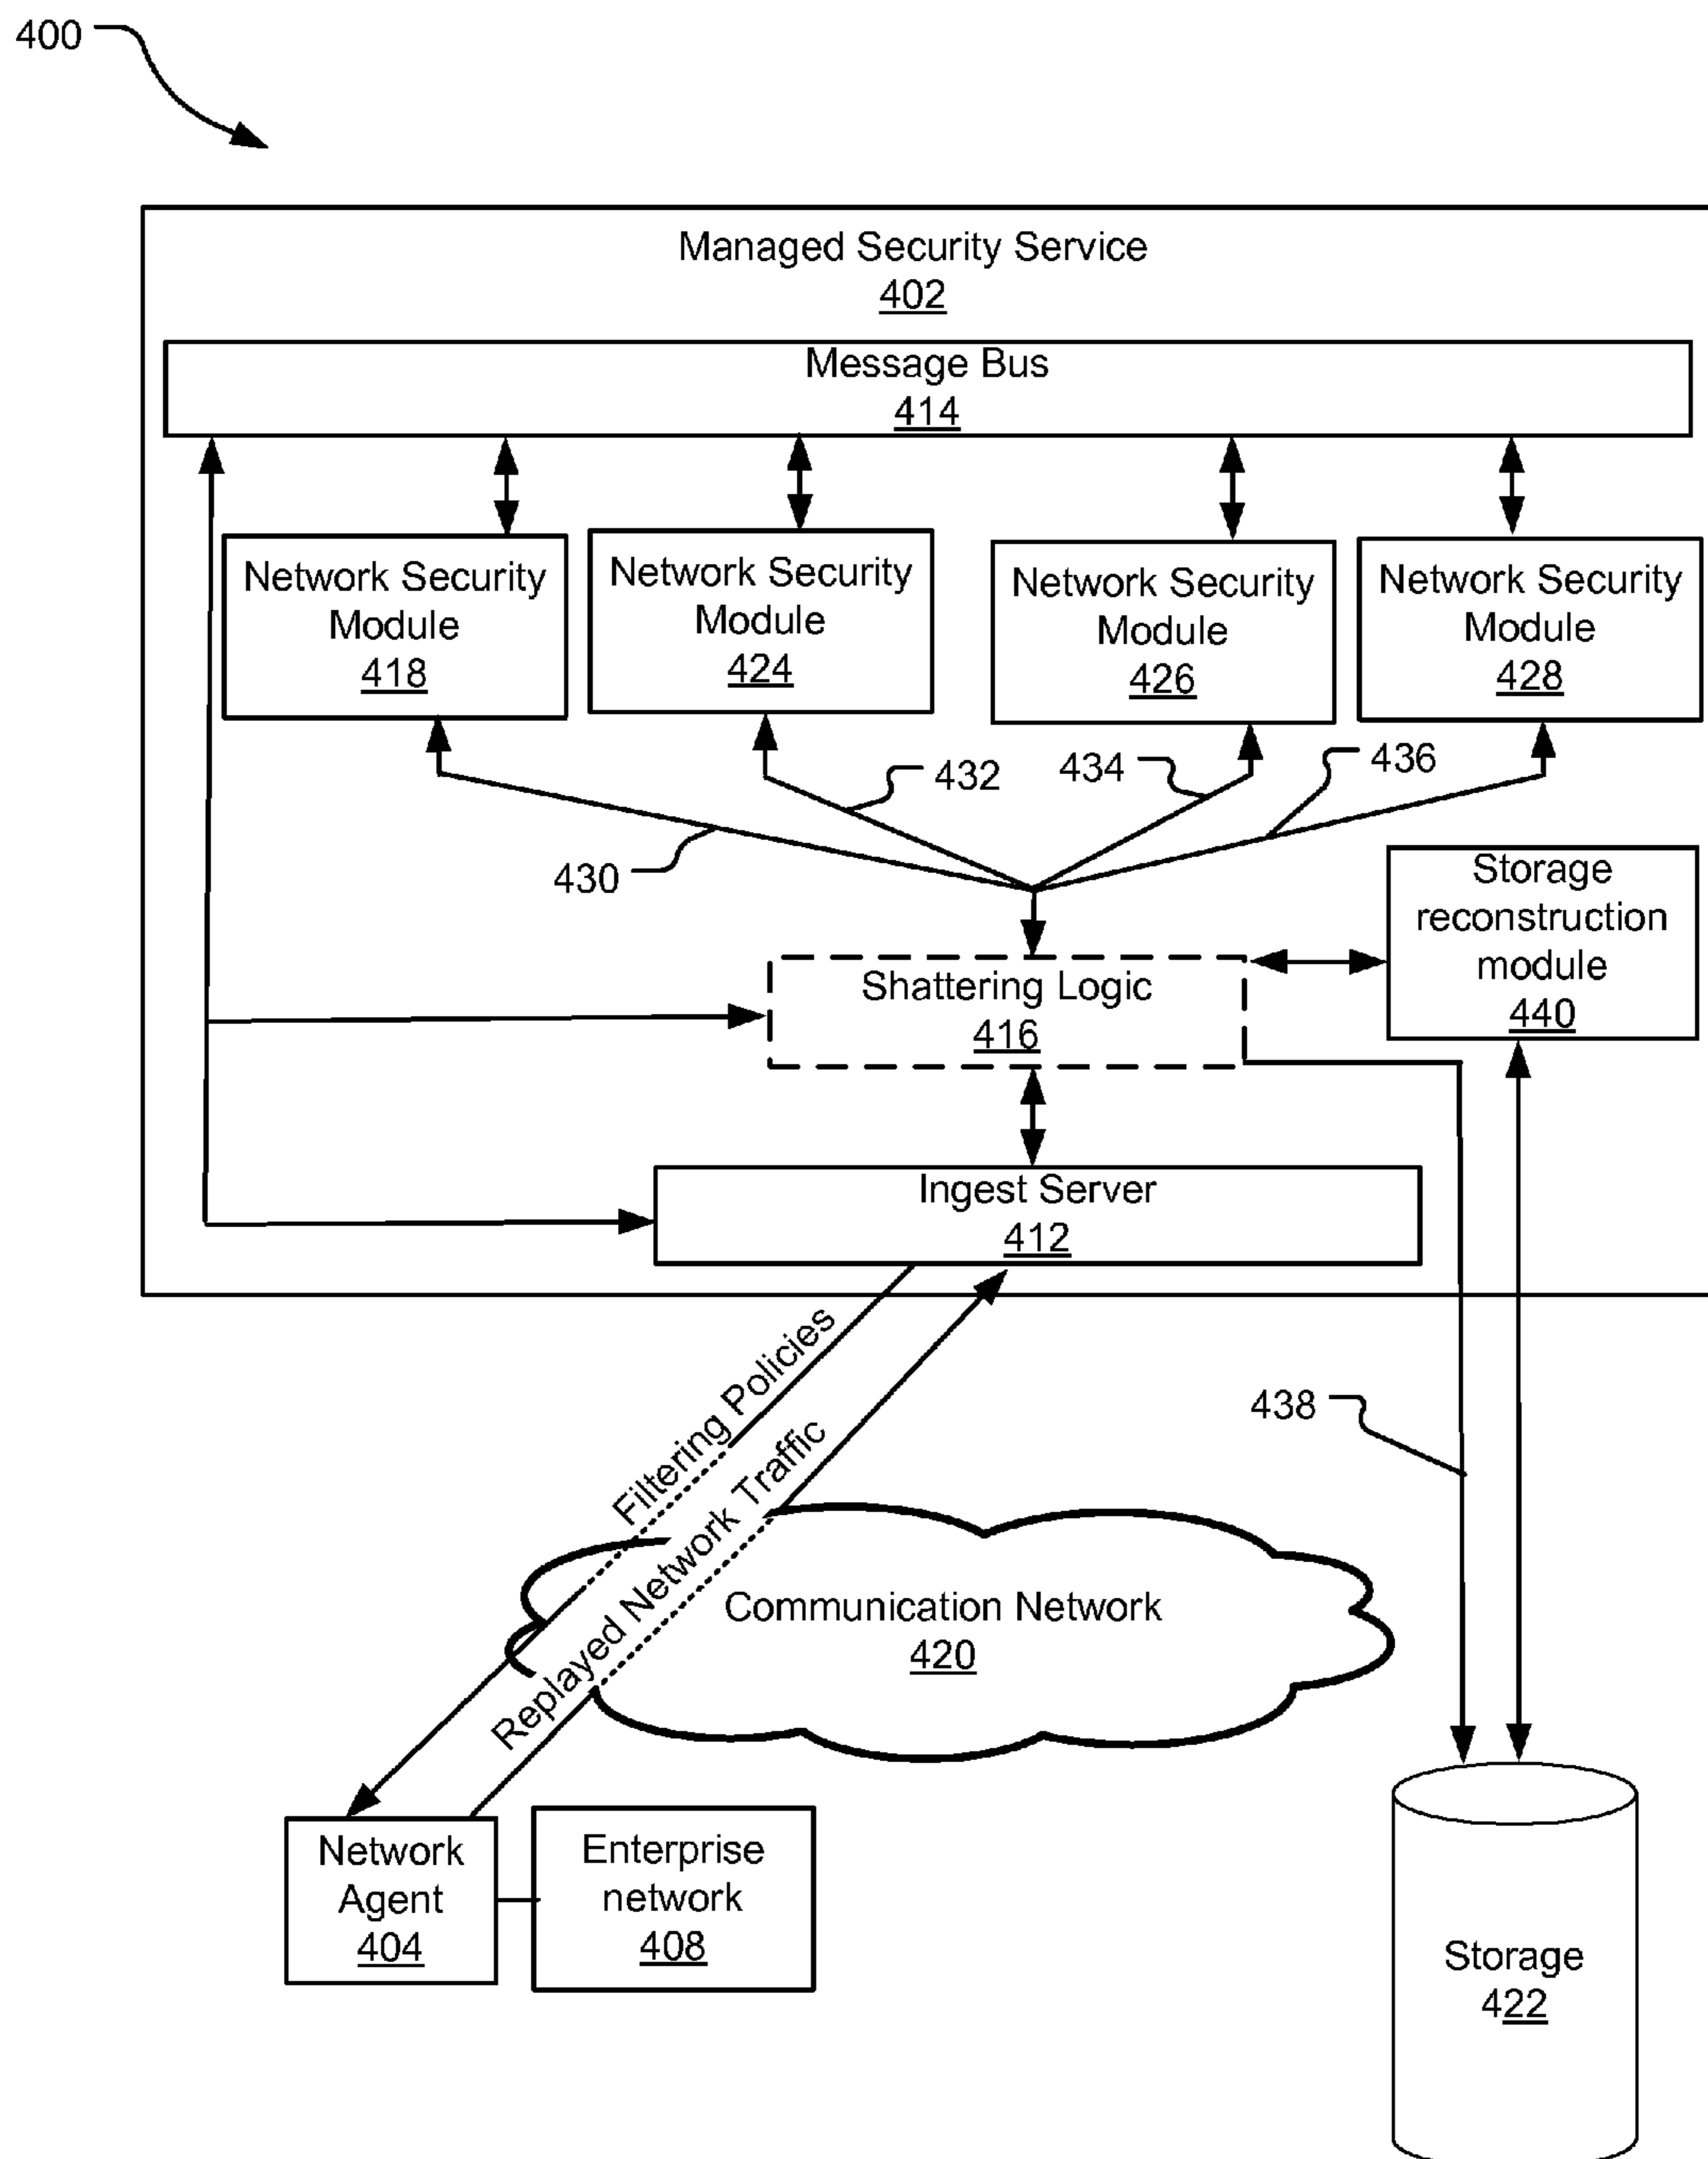 400
Managed Security Service
402
Message Bus
414
Network Security
Module
418
Network Security
Module
424
Network Security
Module
426
Network Security
Module
428
430
432
434
436
Storage
reconstruction
module
440
Shattering Logic
416
Ingest Server
412
Filtering Policies
Replayed Network Traffic
438
Communication Network
420
Network
Agent
404
Enterprise
network
408
Storage
422